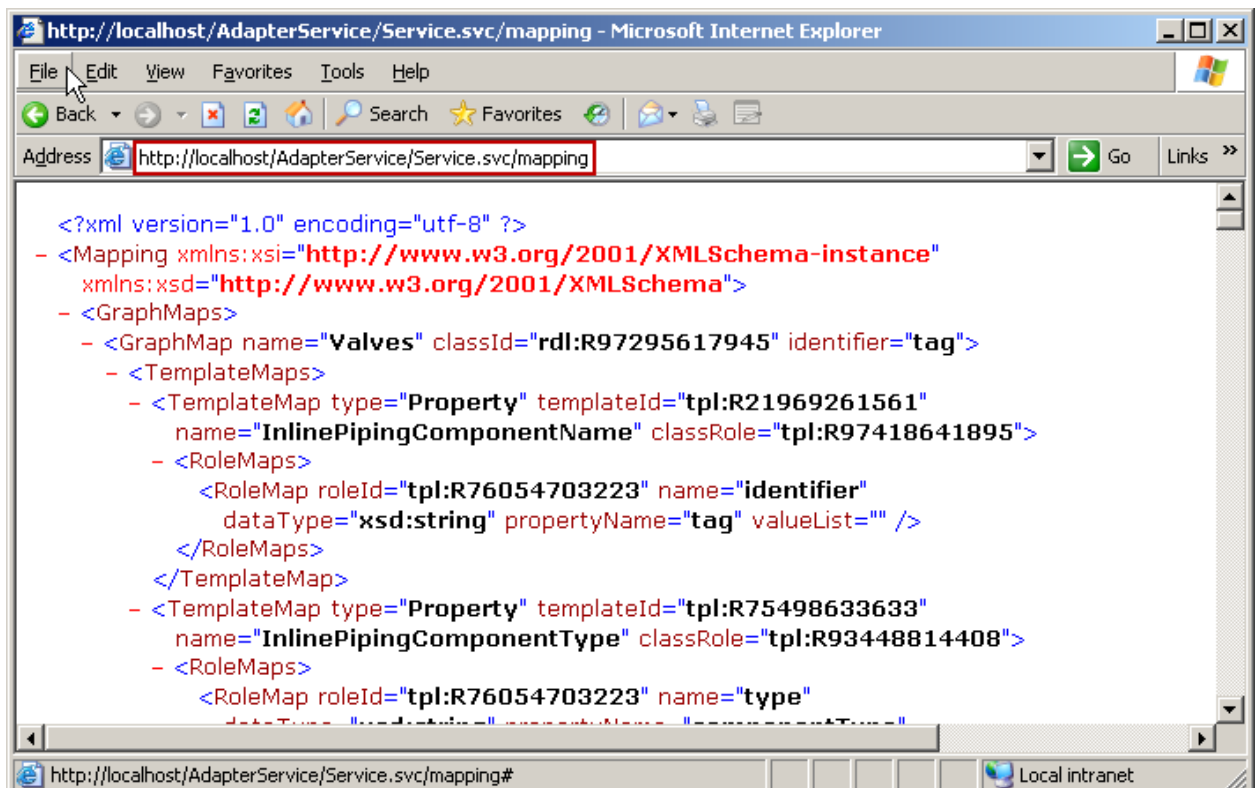 http://localhost/AdapterService/Service.svc/mapping - Microsoft Internet Explorer
File Edit View Favorites Tools Help
Back Search Favorites
Address http://localhost/AdapterService/Service.svc/mapping Go Links »
<?xml version="1.0" encoding="utf-8" ?>
- <Mapping xmlns:xsi="http://www.w3.org/2001/XMLSchema-instance"
xmlns:xsd="http://www.w3.org/2001/XMLSchema">
- <GraphMaps>
- <GraphMap name="Valves" classId="rdl:R97295617945" identifier="tag">
- <TemplateMaps>
- <TemplateMap type="Property" templateId="tpl:R21969261561"
name="InlinePipingComponentName" classRole="tpl:R97418641895">
- <RoleMaps>
<RoleMap roleId="tpl:R76054703223" name="identifier"
dataType="xsd:string" propertyName="tag" valueList="" />
</RoleMaps>
</TemplateMap>
- <TemplateMap type="Property" templateId="tpl:R75498633633"
name="InlinePipingComponentType" classRole="tpl:R93448814408">
- <RoleMaps>
<RoleMap roleId="tpl:R76054703223" name="type"
dataType="xsd:string" propertyName="componentType"
http://localhost/AdapterService/Service.svc/mapping# Local intranet